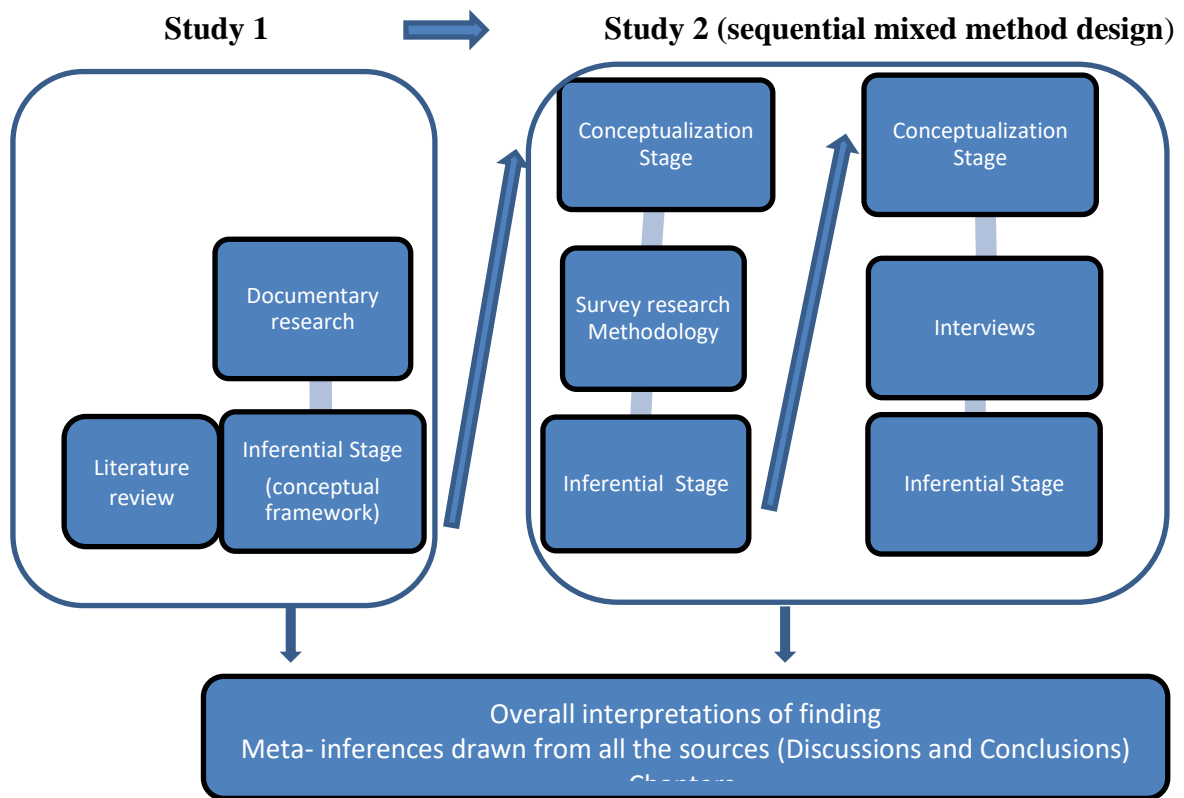 Study 1
Study 2 (sequential mixed method design)
Documentary
research
Literature
review
Inferential Stage
(conceptual
framework)
Conceptualization
Stage
Survey research
Methodology
Inferential Stage
Conceptualization
Stage
Interviews
Inferential Stage
Overall interpretations of finding
Meta- inferences drawn from all the sources (Discussions and Conclusions)